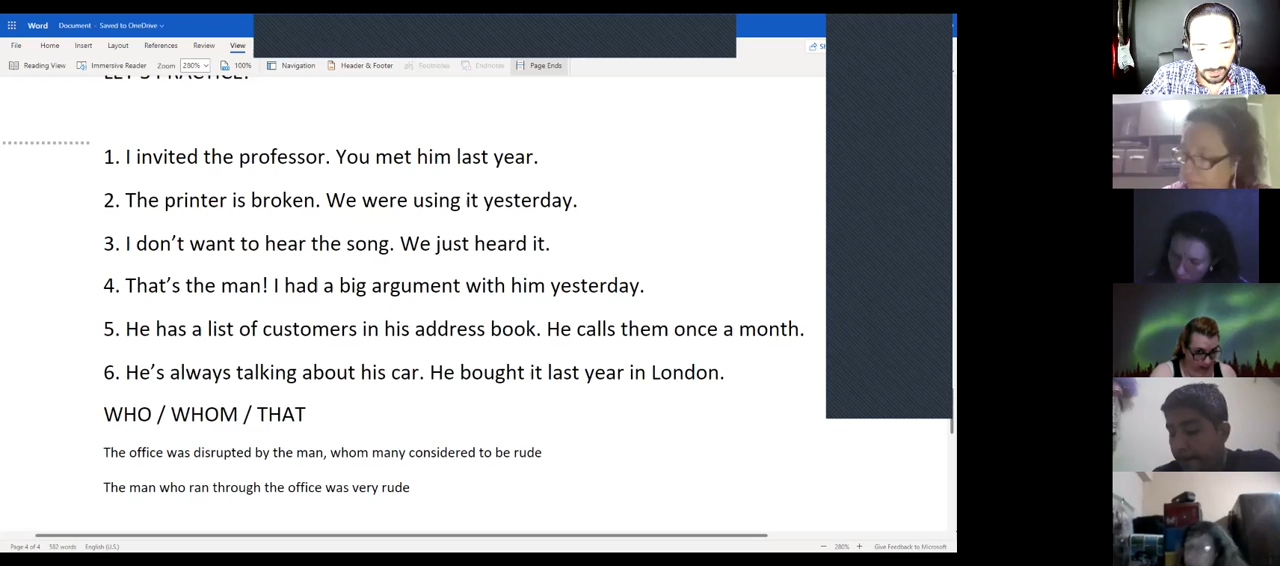 Word Document - Saved to OneDrive
File Home Insert Layout References Review View
Reading View Immersive Reader Zoom 280% 100% Navigation Header & Footer Footnotes Endnotes Page Ends
LET'S PRACTICE!
1. I invited the professor. You met him last year.
2. The printer is broken. We were using it yesterday.
3. I don't want to hear the song. We just heard it.
4. That's the man! I had a big argument with him yesterday.
5. He has a list of customers in his address book. He calls them once a month.
6. He's always talking about his car. He bought it last year in London.
WHO / WHOM / THAT
The office was disrupted by the man, whom many considered to be rude
The man who ran through the office was very rude
Page 4 of 4 582 words English (U.S.) - 280% + Give Feedback to Microsoft